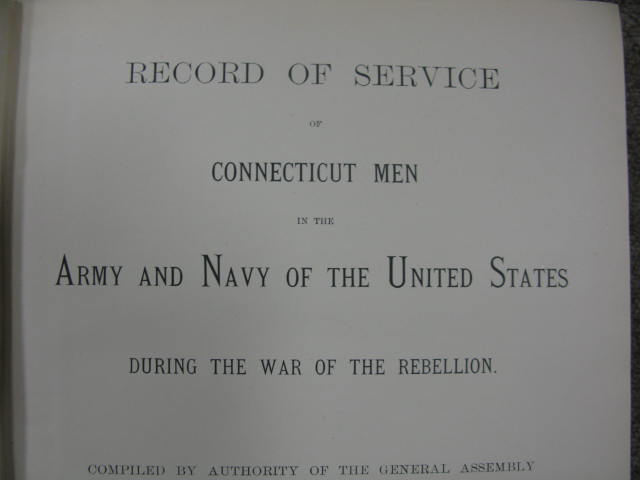 RECORD OF SERVICE
OF
CONNECTICUT MEN
IN THE
ARMY AND NAVY OF THE UNITED STATES
DURING THE WAR OF THE REBELLION.
COMPILED BY AUTHORITY OF THE GENERAL ASSEMBLY